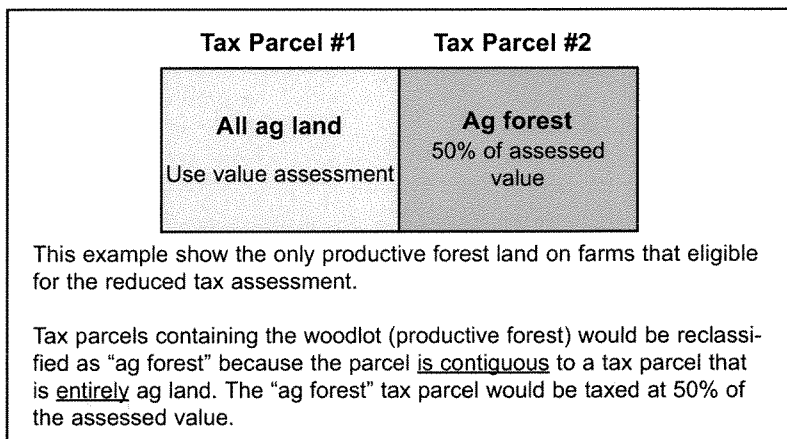 Tax Parcel #1 Tax Parcel #2
All ag land
Use value assessment
Ag forest
50% of assessed
value
This example show the only productive forest land on farms that eligible
for the reduced tax assessment.
Tax parcels containing the woodlot (productive forest) would be reclassi-
fied as “ag forest” because the parcel is contiguous to a tax parcel that
is entirely ag land. The “ag forest” tax parcel would be taxed at 50% of
the assessed value.